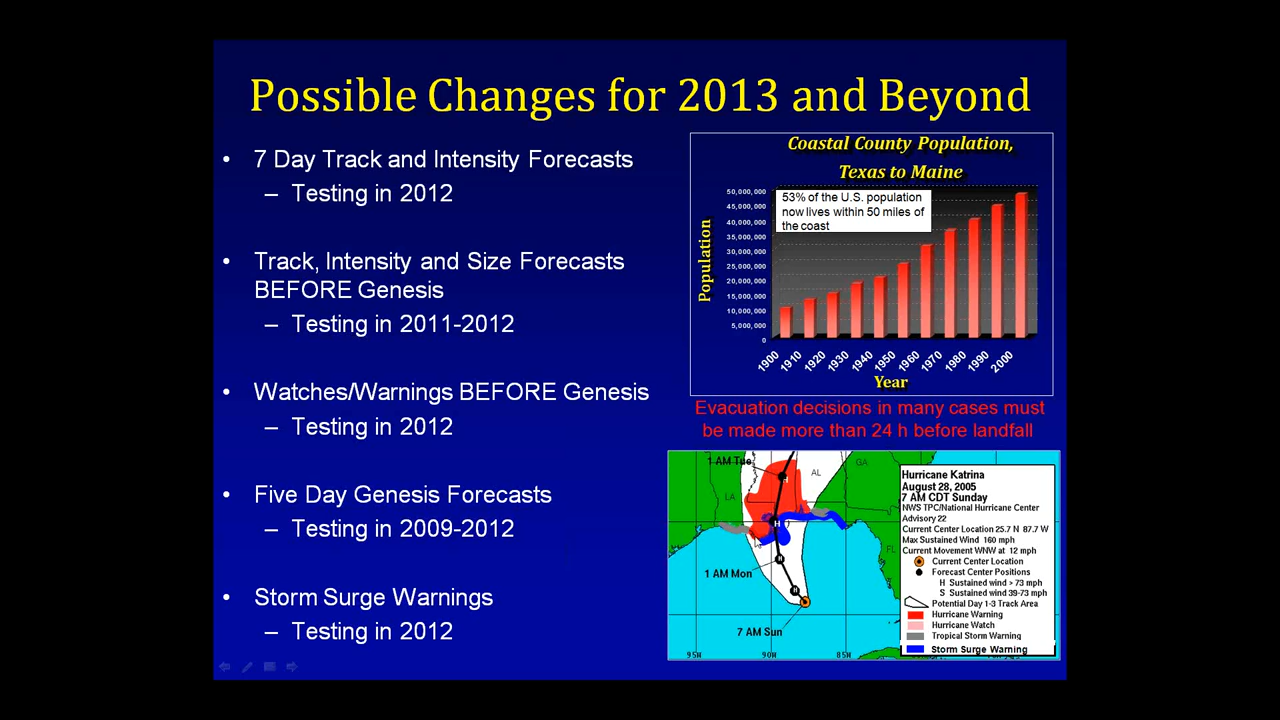 Possible Changes for 2013 and Beyond
• 7 Day Track and Intensity Forecasts
– Testing in 2012
• Track, Intensity and Size Forecasts
BEFORE Genesis
– Testing in 2011-2012
• Watches/Warnings BEFORE Genesis
– Testing in 2012
• Five Day Genesis Forecasts
– Testing in 2009-2012
• Storm Surge Warnings
– Testing in 2012
Coastal County Population,
Texas to Maine
53% of the U.S. population
now lives within 50 miles of
the coast
Population
50,000,000
45,000,000
40,000,000
35,000,000
30,000,000
25,000,000
20,000,000
15,000,000
10,000,000
5,000,000
0
1900 1910 1920 1930 1940 1950 1960 1970 1980 1990 2000
Year
Evacuation decisions in many cases must
be made more than 24 h before landfall
1 AM Tue
H
AL
GA
LA
H
FL
H
1 AM Mon
H
7 AM Sun
95W 90W 85W
Hurricane Katrina
August 28, 2005
7 AM CDT Sunday
NWS TPC/National Hurricane Center
Advisory 22
Current Center Location 25.7 N 87.7 W
Max Sustained Wind 160 mph
Current Movement WNW at 12 mph
Current Center Location
Forecast Center Positions
H Sustained wind > 73 mph
S Sustained wind 39-73 mph
Potential Day 1-3 Track Area
Hurricane Warning
Hurricane Watch
Tropical Storm Warning
Storm Surge Warning